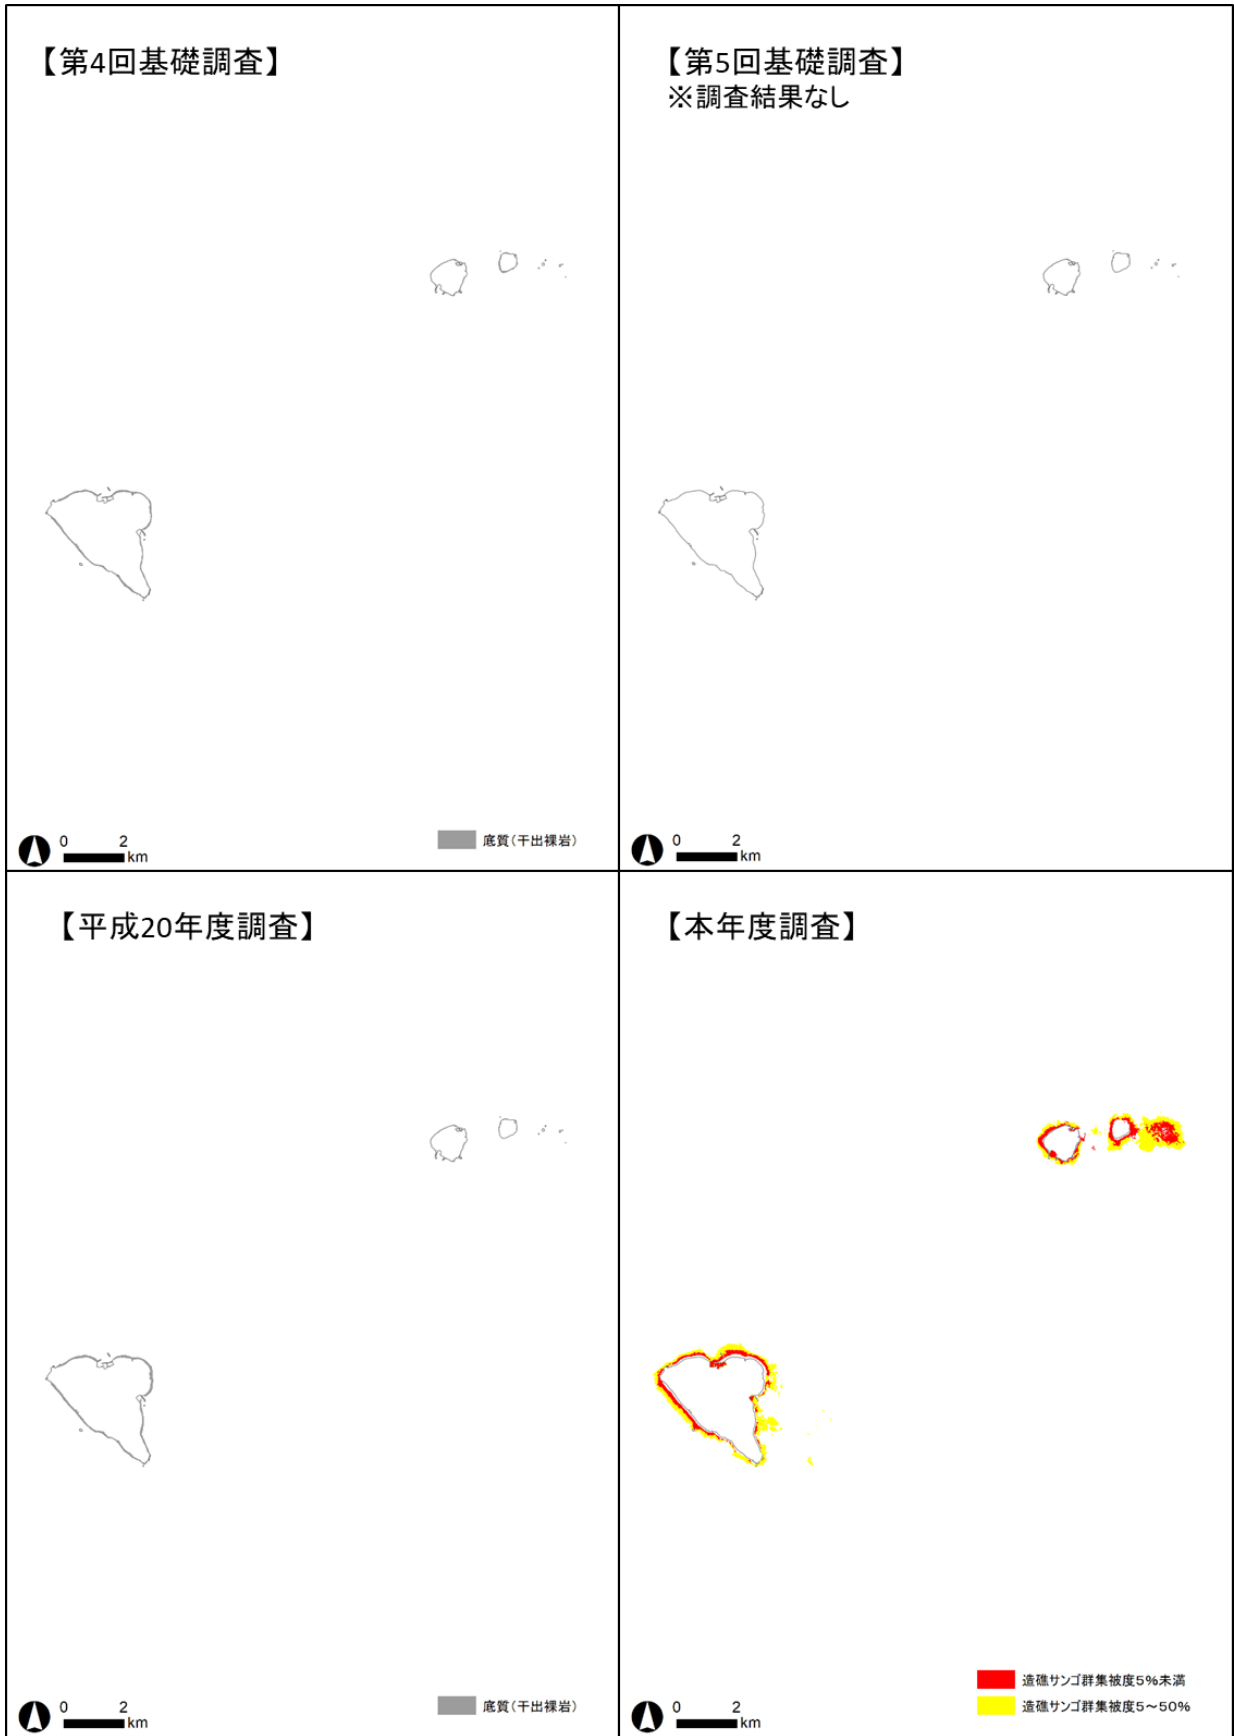 【第4回基礎調査】
0 2
km
底質(干出裸岩)
【第5回基礎調査】
※調査結果なし
0 2
km
【平成20年度調査】
0 2
km
底質(干出裸岩)
【本年度調査】
0 2
km
造礁サンゴ群集被度5%未満
造礁サンゴ群集被度5～50%